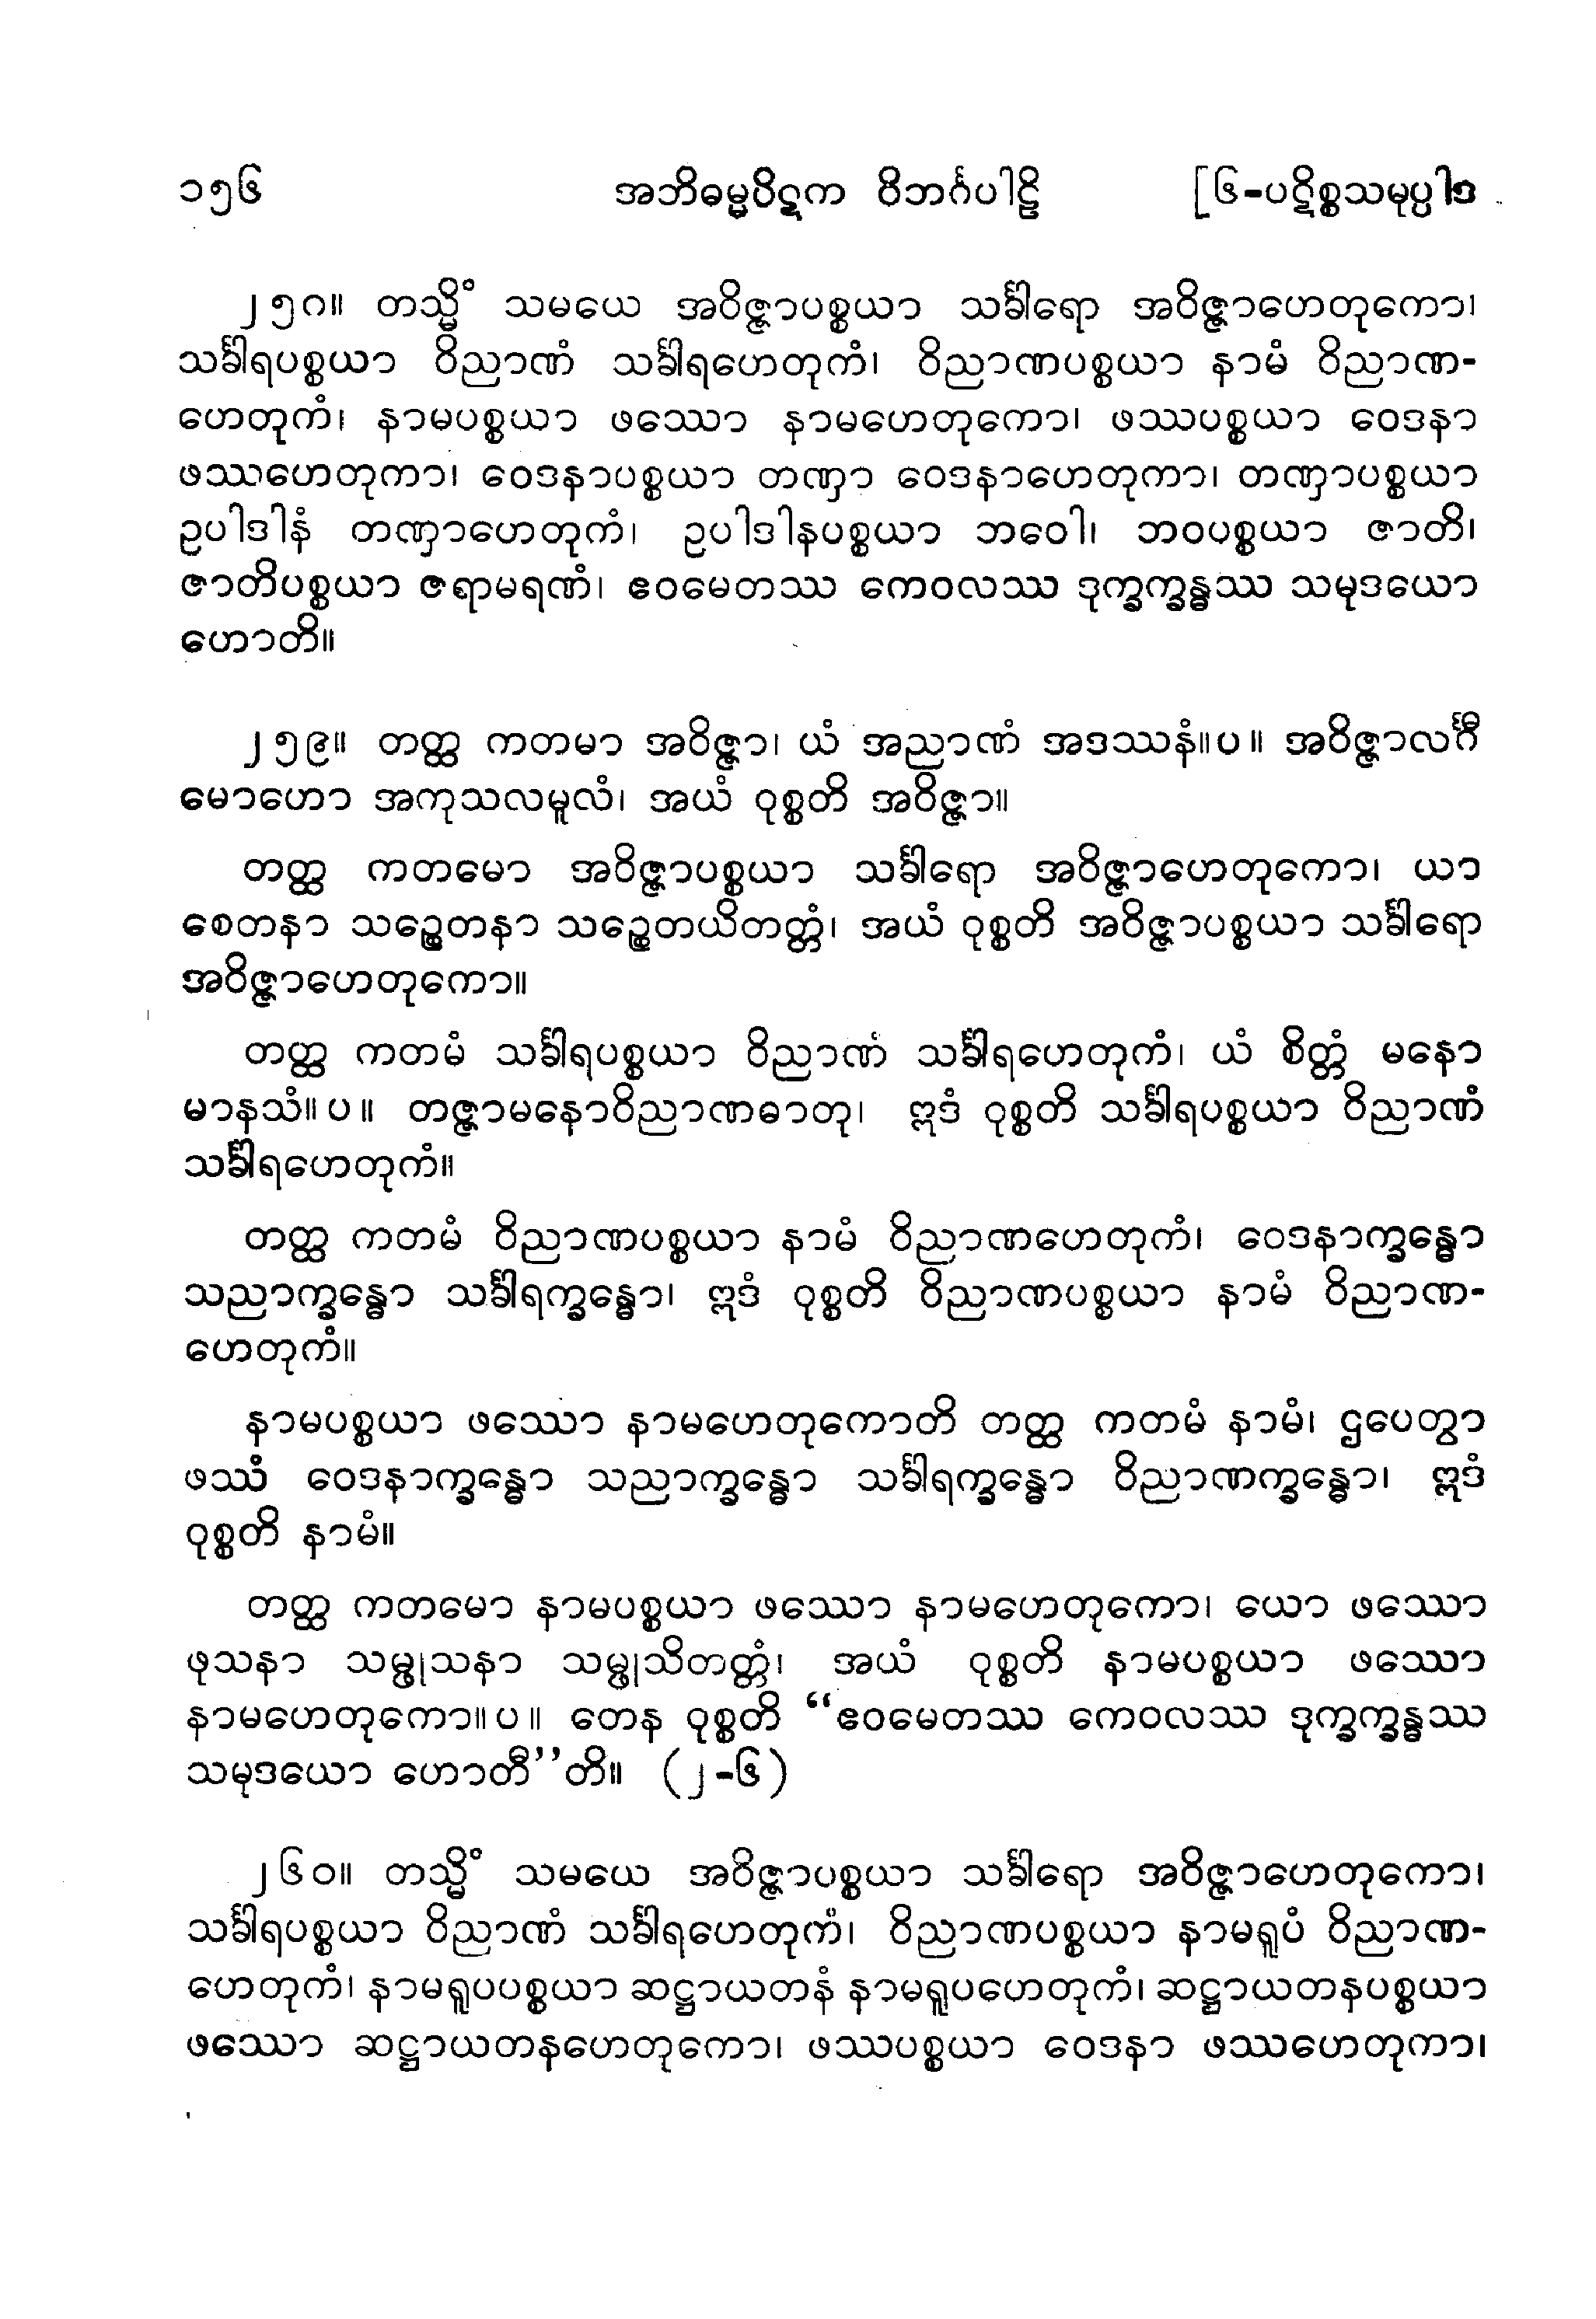 ၁၅၆ အဘိဓမ္မပိဋက ဝိဘင်္ဂပါဠိ [၆-ပဋိစ္စသမုပ္ပါဒ
၂၅၈။ တသ္မိံ သမယေ အဝိဇ္ဇာပစ္စယာ သင်္ခါရော အဝိဇ္ဇာဟေတုကော၊
သင်္ခါရပစ္စယာ ဝိညာဏံ သင်္ခါရဟေတုကံ၊ ဝိညာဏပစ္စယာ နာမံ ဝိညာဏ-
ဟေတုကံ၊ နာမပစ္စယာ ဖဿော နာမဟေတုကော၊ ဖဿပစ္စယာ ဝေဒနာ
ဖဿဟေတုကာ၊ ဝေဒနာပစ္စယာ တဏှာ ဝေဒနာဟေတုကာ၊ တဏှာပစ္စယာ
ဥပါဒါနံ တဏှာဟေတုကံ၊ ဥပါဒါနပစ္စယာ ဘဝေါ၊ ဘဝပစ္စယာ ဇာတိ၊
ဇာတိပစ္စယာ ဇရာမရဏံ၊ ဧဝမေတဿ ကေဝလဿ ဒုက္ခက္ခန္ဓဿ သမုဒယော
ဟောတိ။
၂၅၉။ တတ္ထ ကတမာ အဝိဇ္ဇာ၊ ယံ အညာဏံ အဒဿနံ။ပ။ အဝိဇ္ဇာလင်္ဂီ
မောဟော အကုသလမူလံ၊ အယံ ဝုစ္စတိ အဝိဇ္ဇာ။
တတ္ထ ကတမော အဝိဇ္ဇာပစ္စယာ သင်္ခါရော အဝိဇ္ဇာဟေတုကော၊ ယာ
စေတနာ သဉ္စေတနာ သဉ္စေတယိတတ္တံ၊ အယံ ဝုစ္စတိ အဝိဇ္ဇာပစ္စယာ သင်္ခါရော
အဝိဇ္ဇာဟေတုကော။
တတ္ထ ကတမံ သင်္ခါရပစ္စယာ ဝိညာဏံ သင်္ခါရဟေတုကံ၊ ယံ စိတ္တံ မနော
မာနသံ။ပ။ တဇ္ဇာမနောဝိညာဏဓာတု၊ ဣဒံ ဝုစ္စတိ သင်္ခါရပစ္စယာ ဝိညာဏံ
သင်္ခါရဟေတုကံ။
တတ္ထ ကတမံ ဝိညာဏပစ္စယာ နာမံ ဝိညာဏဟေတုကံ၊ ဝေဒနာက္ခန္ဓော
သညာက္ခန္ဓော သင်္ခါရက္ခန္ဓော၊ ဣဒံ ဝုစ္စတိ ဝိညာဏပစ္စယာ နာမံ ဝိညာဏ-
ဟေတုကံ။
နာမပစ္စယာ ဖဿော နာမဟေတုကောတိ တတ္ထ ကတမံ နာမံ၊ ဌပေတွာ
ဖဿံ ဝေဒနာက္ခန္ဓော သညာက္ခန္ဓော သင်္ခါရက္ခန္ဓော ဝိညာဏက္ခန္ဓော၊ ဣဒံ
ဝုစ္စတိ နာမံ။
တတ္ထ ကတမော နာမပစ္စယာ ဖဿော နာမဟေတုကော၊ ယော ဖဿော
ဖုသနာ သမ္ဖုသနာ သမ္ဖုသိတတ္တံ၊ အယံ ဝုစ္စတိ နာမပစ္စယာ ဖဿော
နာမဟေတုကော။ပ။ တေန ဝုစ္စတိ “ဧဝမေတဿ ကေဝလဿ ဒုက္ခက္ခန္ဓဿ
သမုဒယော ဟောတီ”တိ။ (၂-၆)
၂၆၀။ တသ္မိံ သမယေ အဝိဇ္ဇာပစ္စယာ သင်္ခါရော အဝိဇ္ဇာဟေတုကော၊
သင်္ခါရပစ္စယာ ဝိညာဏံ သင်္ခါရဟေတုကံ၊ ဝိညာဏပစ္စယာ နာမရူပံ ဝိညာဏ-
ဟေတုကံ၊ နာမရူပပစ္စယာ ဆဋ္ဌာယတနံ နာမရူပဟေတုကံ၊ ဆဋ္ဌာယတနပစ္စယာ
ဖဿော ဆဋ္ဌာယတနဟေတုကော၊ ဖဿပစ္စယာ ဝေဒနာ ဖဿဟေတုကာ၊